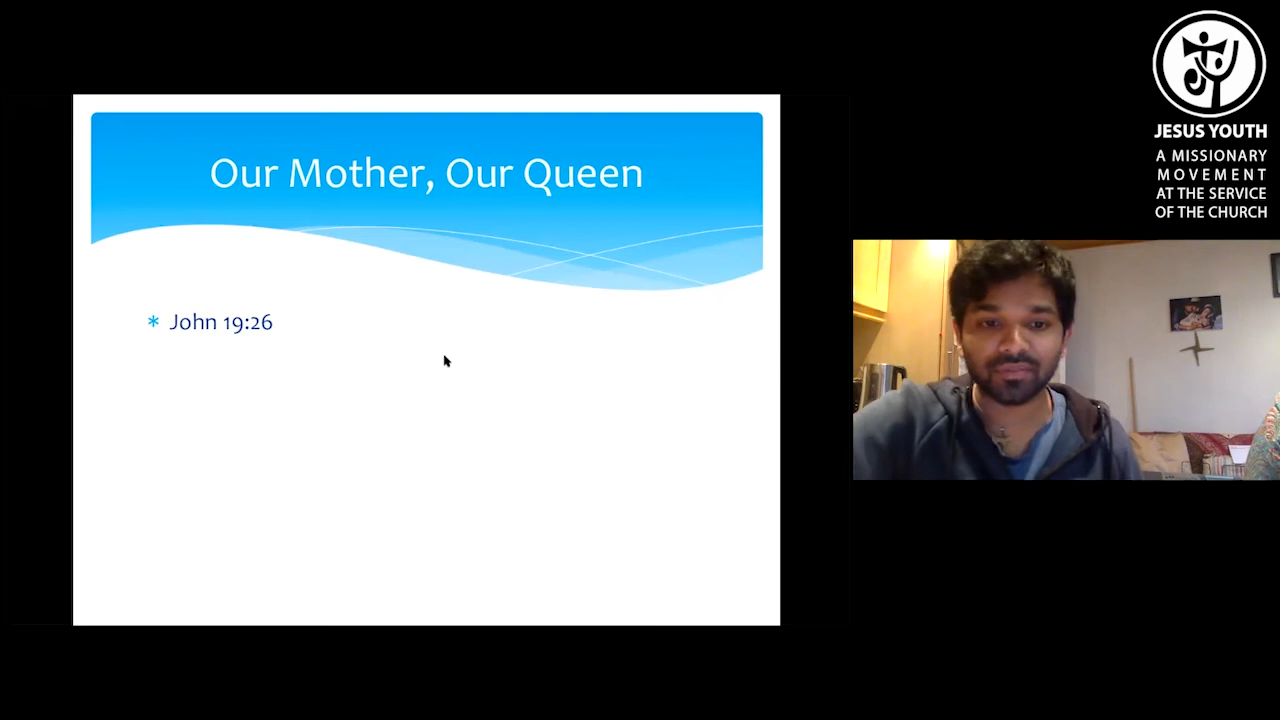 Our Mother, Our Queen
* John 19:26
JESUS YOUTH
A MISSIONARY
MOVEMENT
AT THE SERVICE
OF THE CHURCH